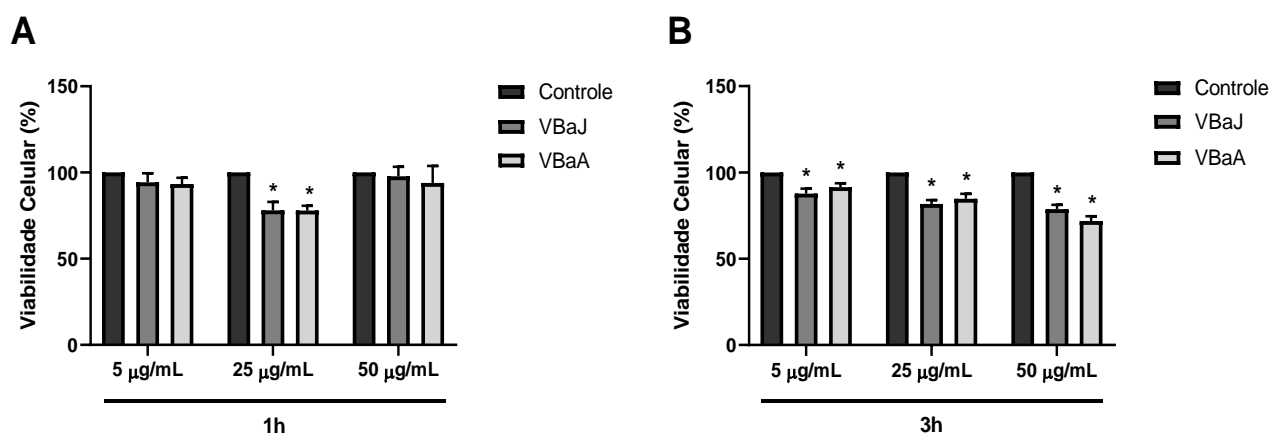 A
Viabilidade Celular (%)
150
100
50
0
* *
5 µg/mL 25 µg/mL 50 µg/mL
1h
Controle
VBaJ
VBaA
B
Viabilidade Celular (%)
150
100
50
0
* * * * * *
5 µg/mL 25 µg/mL 50 µg/mL
3h
Controle
VBaJ
VBaA